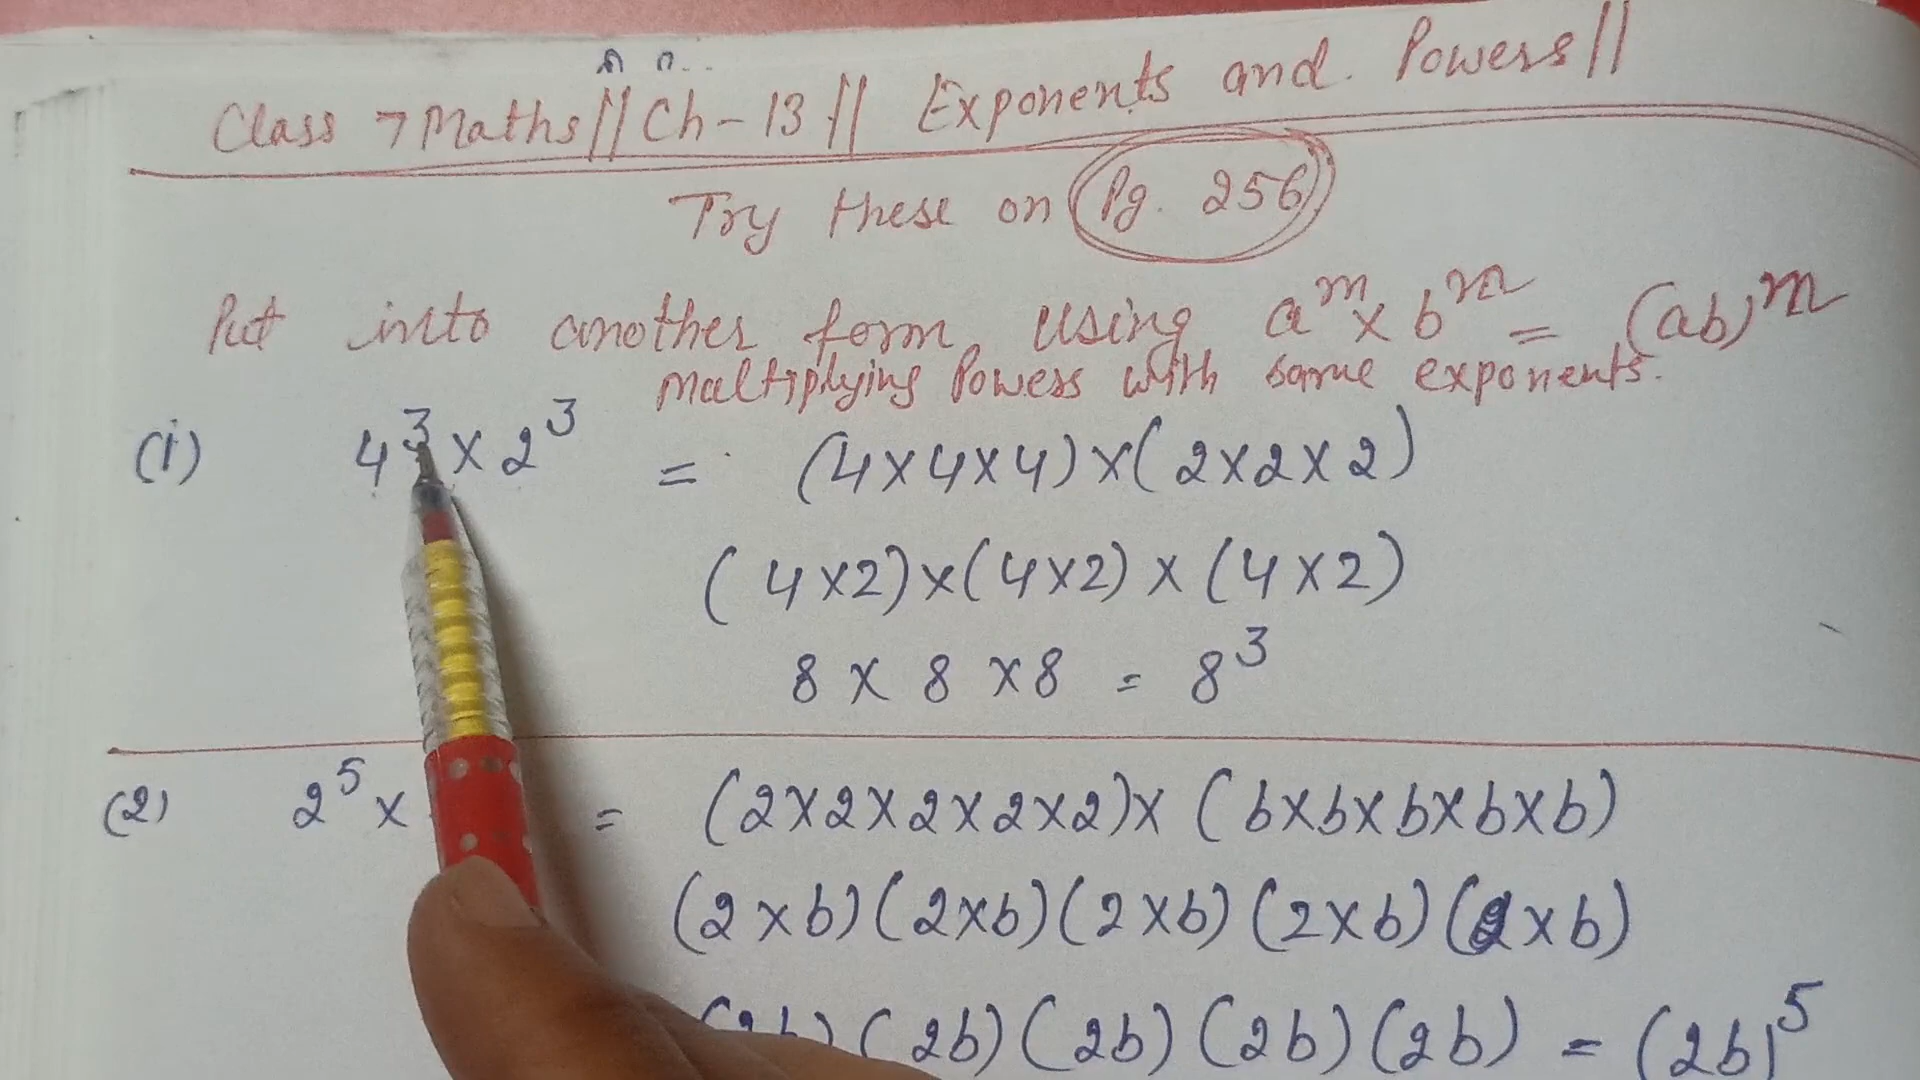 Class 7 Maths || Ch - 13 || Exponents and Powers ||
Try these on Pg. 256
Put into another form using aᵐ × bᵐ = (ab)ᵐ
Multiplying Powers with same exponents.
(i) 4³ × 2³ = (4×4×4)×(2×2×2)
(4×2)×(4×2)×(4×2)
8 × 8 × 8 = 8³
(2) 2⁵ × = (2×2×2×2×2)×(b×b×b×b×b)
(2×b)(2×b)(2×b)(2×b)(2×b)
(2b)(2b)(2b)(2b)(2b) = (2b)⁵